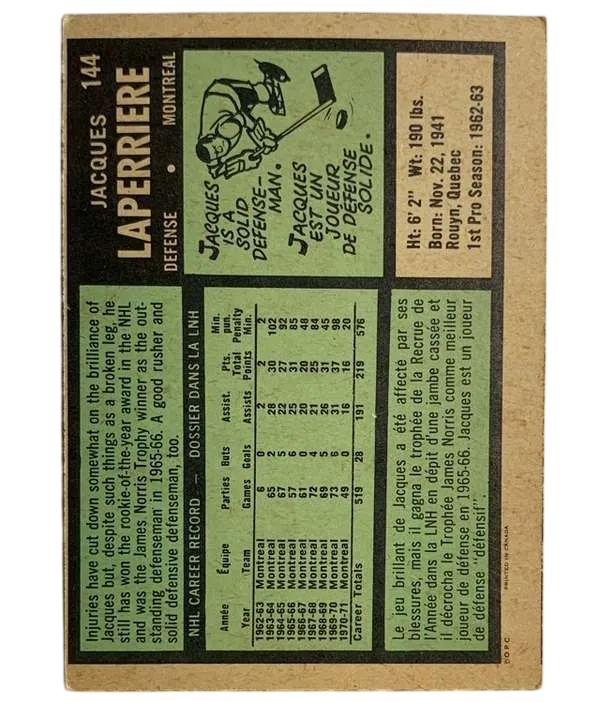 JACQUES 144
LAPERRIERE
DEFENSE • MONTREAL
Injuries have cut down somewhat on the brilliance of
Jacques but, despite such things as a broken leg, he
still has won the rookie-of-the-year award in the NHL
and was the James Norris Trophy winner as the out-
standing defenseman in 1965-66. A good rusher and
solid defensive defenseman, too.
JACQUES
IS A
SOLID
DEFENSE-
MAN.
JACQUES
EST UN
JOUEUR
DE DÉFENSE
SOLIDE.
NHL CAREER RECORD — DOSSIER DANS LA LNH
Année Équipe Parties Buts Assist. Pts. Total Min. pun.
Year Team Games Goals Assists Points Penalty Min.
1962-63 Montreal 6 0 2 2 2
1963-64 Montreal 65 2 28 30 102
1964-65 Montreal 67 5 22 27 92
1965-66 Montreal 57 6 25 31 85
1966-67 Montreal 61 0 20 20 48
1967-68 Montreal 72 4 21 25 84
1968-69 Montreal 69 5 26 31 45
1969-70 Montreal 73 6 31 37 98
1970-71 Montreal 49 0 16 16 20
Career Totals 519 28 191 219 576
Ht: 6' 2" Wt: 190 lbs.
Born: Nov. 22, 1941
Rouyn, Quebec
1st Pro Season: 1962-63
Le jeu brillant de Jacques a été affecté par ses
blessures, mais il gagna le trophée de la Recrue de
l'Année dans la LNH en dépit d'une jambe cassée et
il décrocha le Trophée James Norris comme meilleur
joueur de défense en 1965-66. Jacques est un joueur
de défense "défensif".
© O.P.C. PRINTED IN CANADA